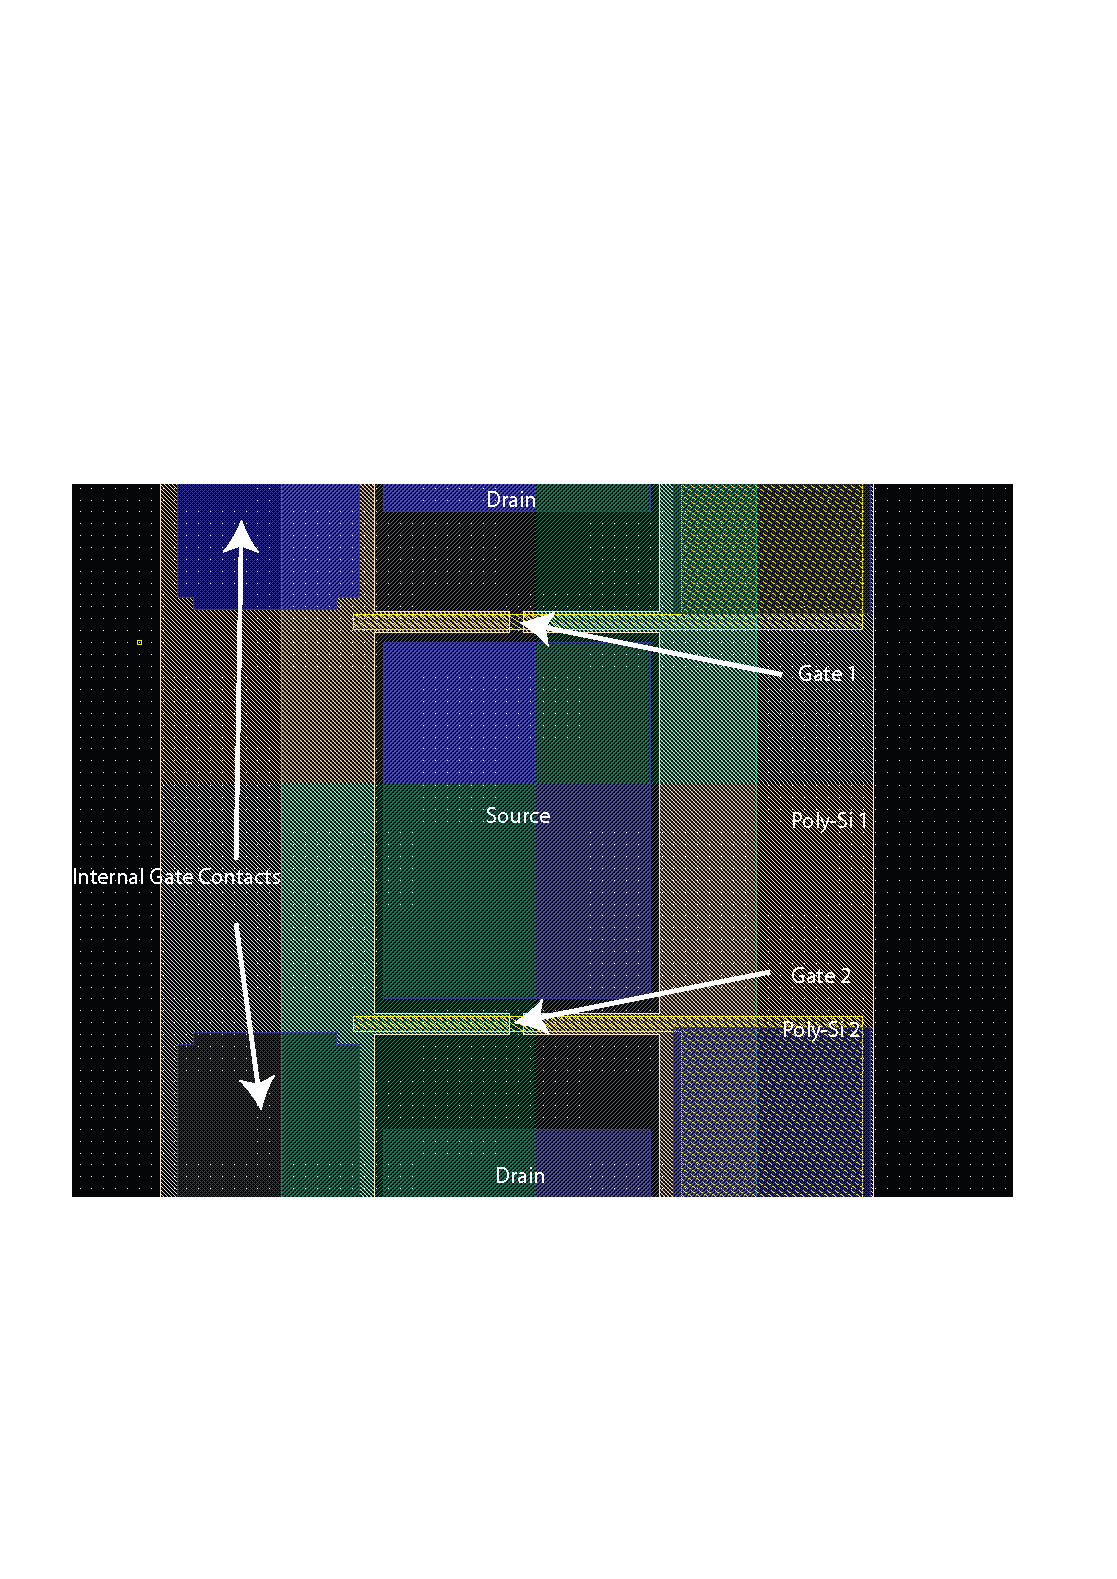 Drain
Gate 1
Source
Poly-Si 1
Internal Gate Contacts
Gate 2
Poly-Si 2
Drain